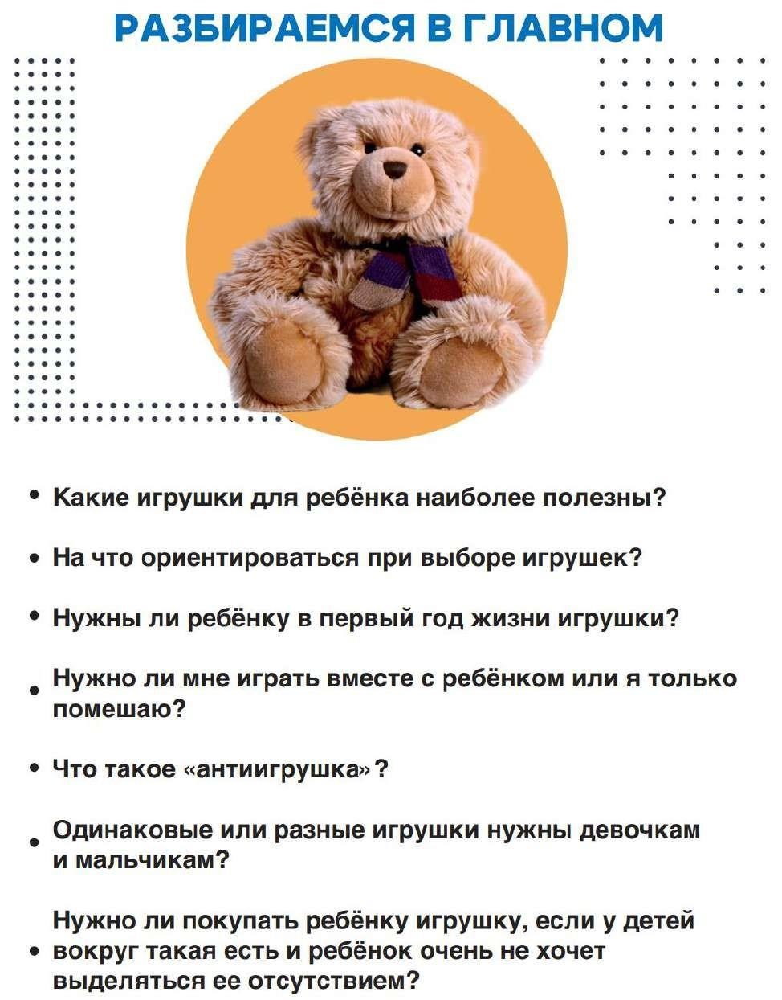 РАЗБИРАЕМСЯ В ГЛАВНОМ
• Какие игрушки для ребёнка наиболее полезны?
• На что ориентироваться при выборе игрушек?
• Нужны ли ребёнку в первый год жизни игрушки?
• Нужно ли мне играть вместе с ребёнком или я только
помешаю?
• Что такое «антиигрушка»?
• Одинаковые или разные игрушки нужны девочкам
и мальчикам?
Нужно ли покупать ребёнку игрушку, если у детей
• вокруг такая есть и ребёнок очень не хочет
выделяться ее отсутствием?